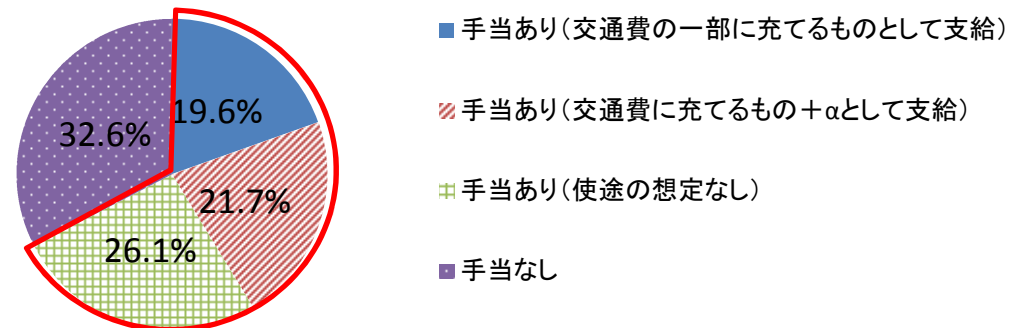 手当あり（交通費の一部に充てるものとして支給）
19.6%
32.6%
手当あり（交通費に充てるもの＋αとして支給）
手当あり（使途の想定なし）
21.7%
26.1%
手当なし